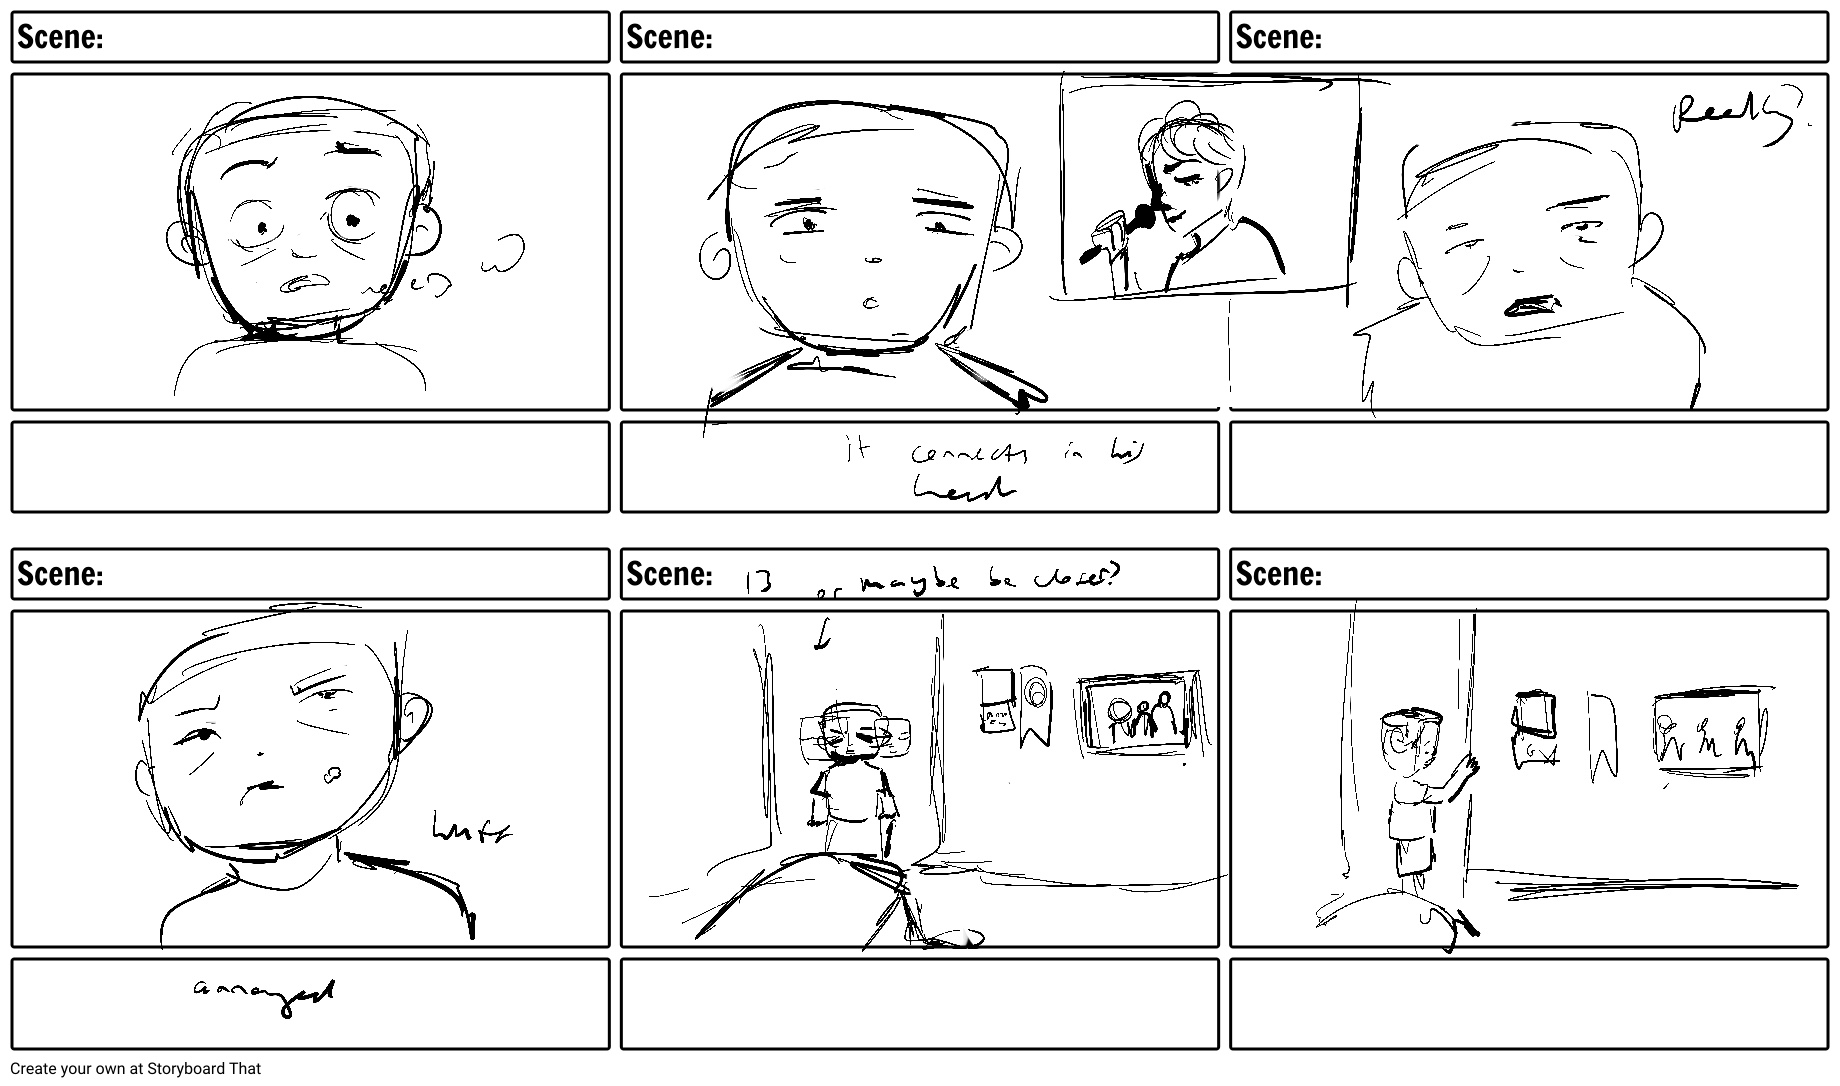 Scene:
Scene:
Scene:
Really?
it connects in his
head
Scene:
Scene: 13 or maybe be closer?
Scene:
huff
annoyed
Create your own at Storyboard That